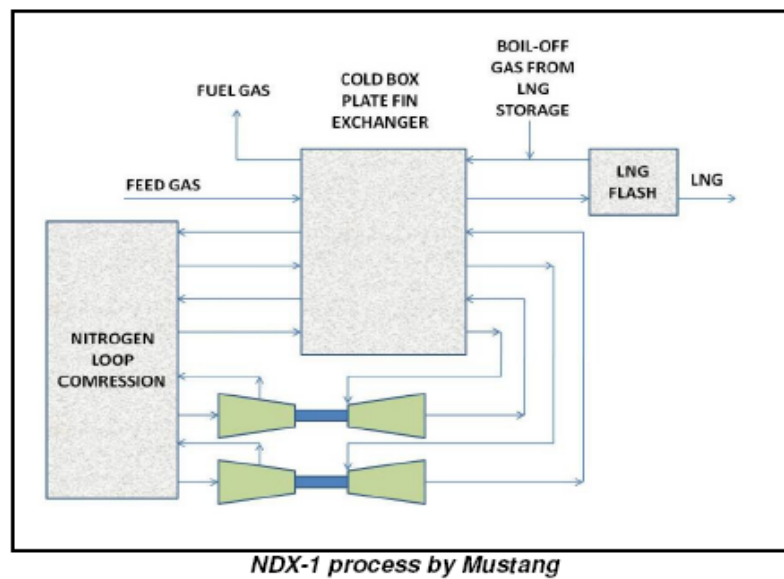 BOIL-OFF
GAS FROM
LNG
STORAGE
COLD BOX
PLATE FIN
EXCHANGER
FUEL GAS
FEED GAS
LNG
FLASH
LNG
NITROGEN
LOOP
COMRESSION
NDX-1 process by Mustang